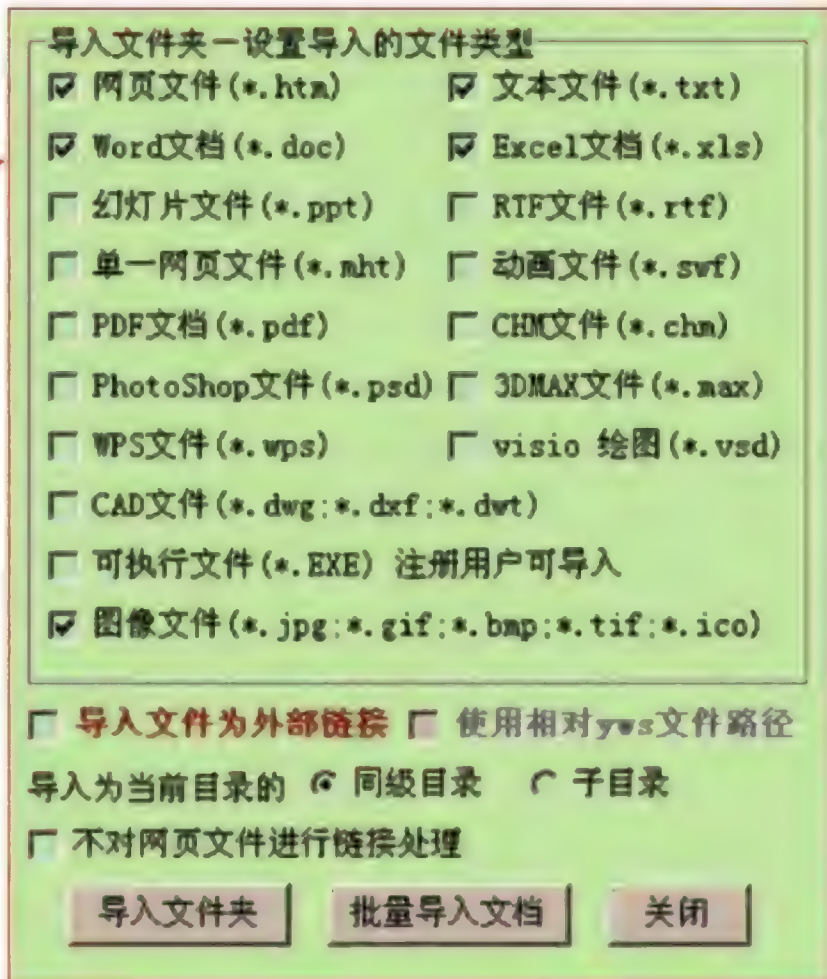 导入文件夹－设置导入的文件类型
网页文件(*.htm) 文本文件(*.txt)
Word文档(*.doc) Excel文档(*.xls)
幻灯片文件(*.ppt) RTF文件(*.rtf)
单一网页文件(*.mht) 动画文件(*.swf)
PDF文档(*.pdf) CHM文件(*.chm)
PhotoShop文件(*.psd) 3DMAX文件(*.max)
WPS文件(*.wps) visio 绘图(*.vsd)
CAD文件(*.dwg;*.dxf;*.dwt)
可执行文件(*.EXE) 注册用户可导入
图像文件(*.jpg;*.gif;*.bmp;*.tif;*.ico)
导入文件为外部链接 使用相对yws文件路径
导入为当前目录的 同级目录 子目录
不对网页文件进行链接处理
导入文件夹 批量导入文档 关闭